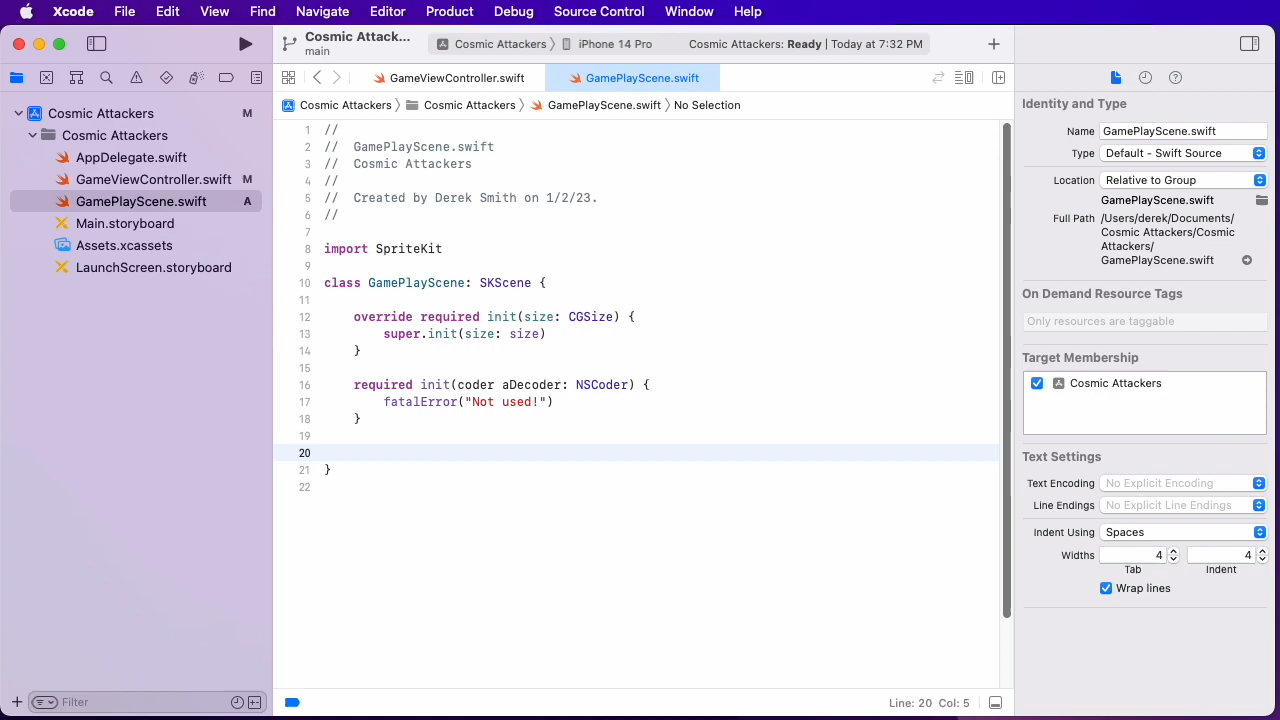 Xcode File Edit View Find Navigate Editor Product Debug Source Control Window Help
Cosmic Attack...
main
Cosmic Attackers 〉 iPhone 14 Pro
Cosmic Attackers: Ready | Today at 7:32 PM
GameViewController.swift
GamePlayScene.swift
Cosmic Attackers 〉 Cosmic Attackers 〉 GamePlayScene.swift 〉 No Selection
Cosmic Attackers M
Cosmic Attackers
AppDelegate.swift
GameViewController.swift M
GamePlayScene.swift A
Main.storyboard
Assets.xcassets
LaunchScreen.storyboard
Filter
1 //
2 //  GamePlayScene.swift
3 //  Cosmic Attackers
4 //
5 //  Created by Derek Smith on 1/2/23.
6 //
7
8 import SpriteKit
9
10 class GamePlayScene: SKScene {
11
12     override required init(size: CGSize) {
13         super.init(size: size)
14     }
15
16     required init(coder aDecoder: NSCoder) {
17         fatalError("Not used!")
18     }
19
20
21 }
22
Line: 20 Col: 5
Identity and Type
Name GamePlayScene.swift
Type Default - Swift Source
Location Relative to Group
GamePlayScene.swift
Full Path /Users/derek/Documents/
Cosmic Attackers/Cosmic
Attackers/
GamePlayScene.swift
On Demand Resource Tags
Only resources are taggable
Target Membership
Cosmic Attackers
Text Settings
Text Encoding No Explicit Encoding
Line Endings No Explicit Line Endings
Indent Using Spaces
Widths 4 4
Tab Indent
Wrap lines